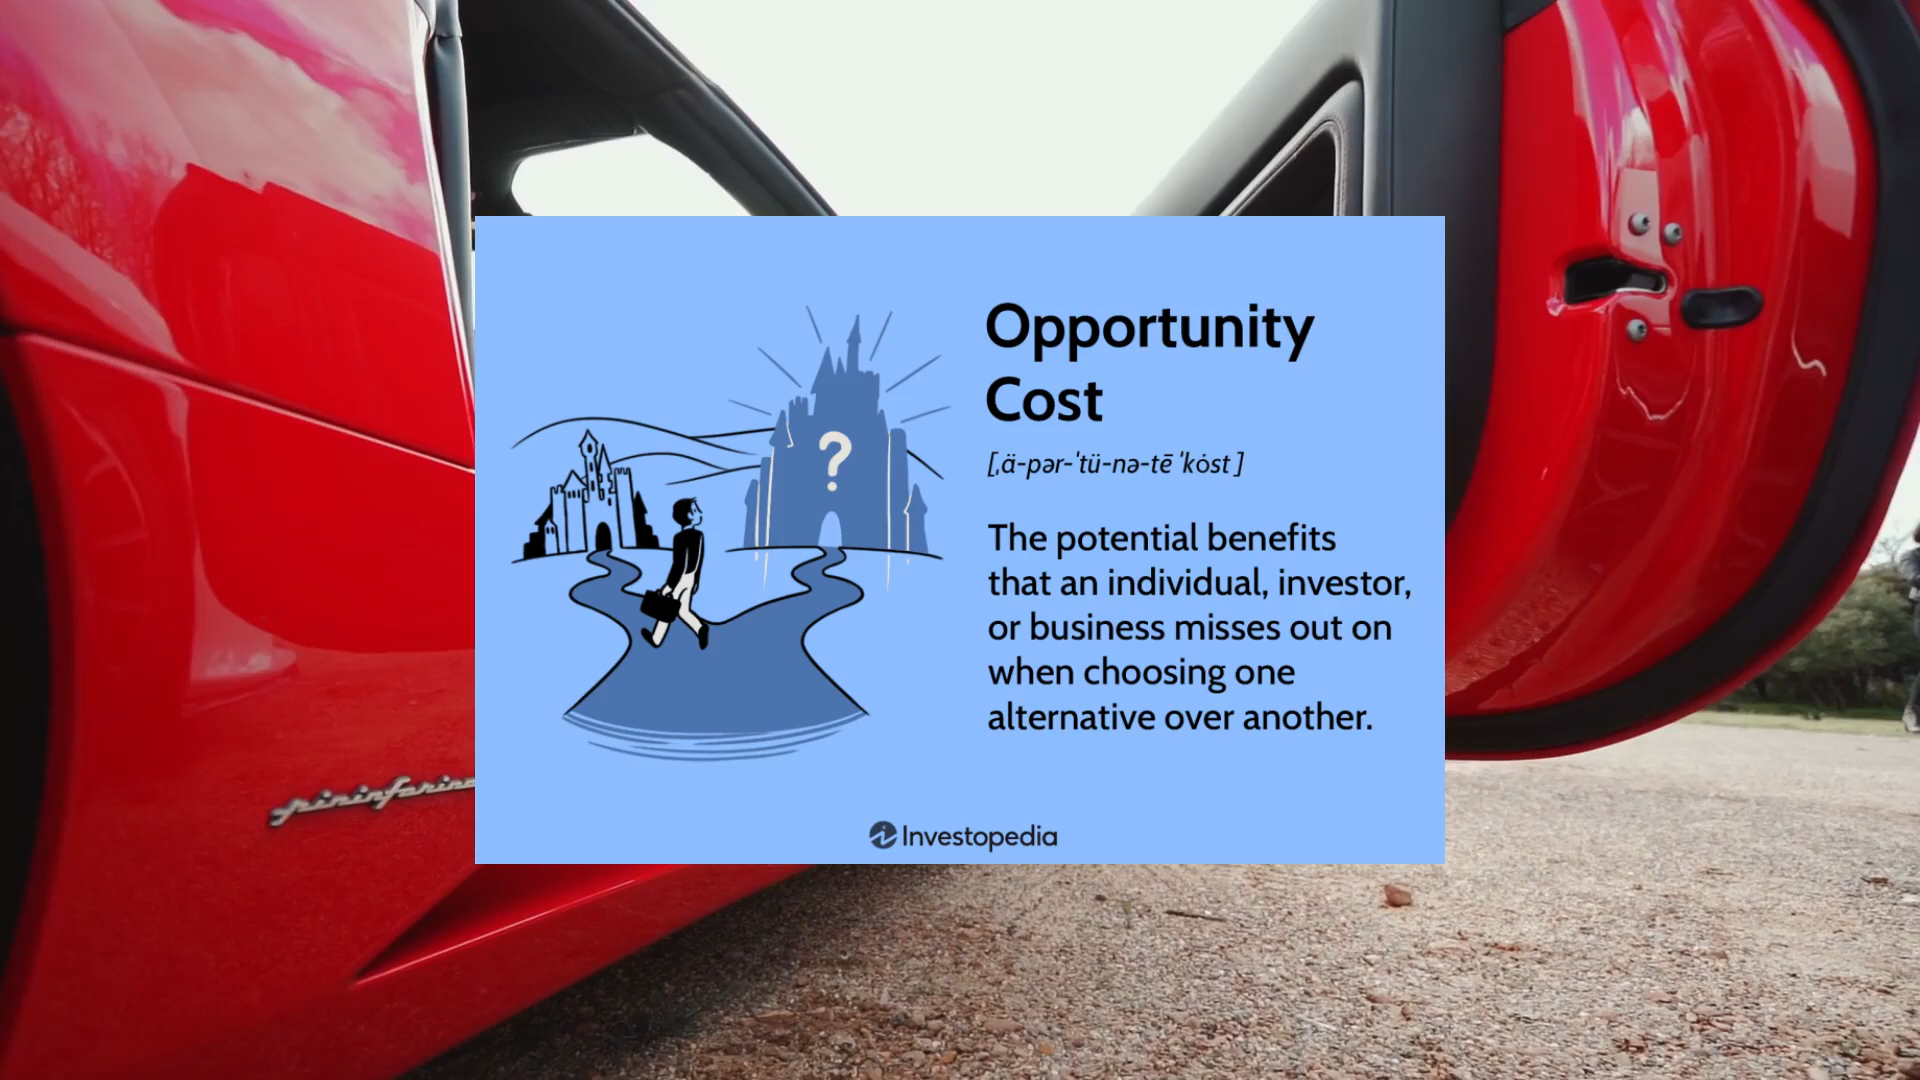 Opportunity
Cost
[ˌä-pər-ˈtü-nə-tē ˈkȯst ]
The potential benefits
that an individual, investor,
or business misses out on
when choosing one
alternative over another.
Investopedia
pininfarina